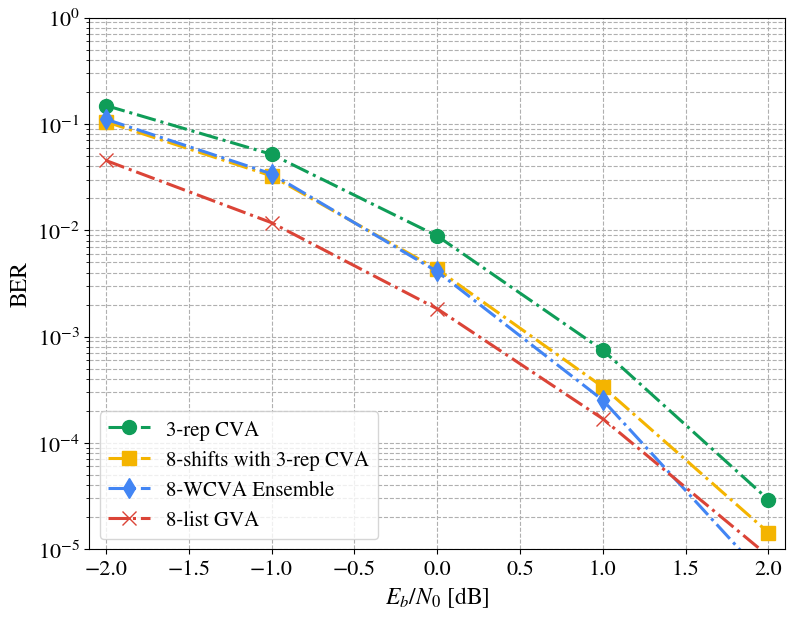 10⁰
10⁻¹
10⁻²
10⁻³
10⁻⁴
10⁻⁵
BER
3-rep CVA
8-shifts with 3-rep CVA
8-WCVA Ensemble
8-list GVA
−2.0 −1.5 −1.0 −0.5 0.0 0.5 1.0 1.5 2.0
E_b/N_0 [dB]